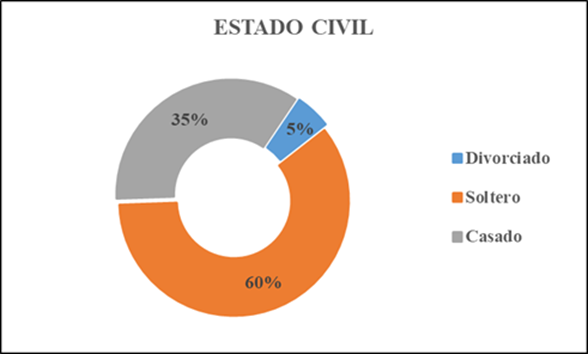 ESTADO CIVIL
35%
5%
60%
Divorciado
Soltero
Casado